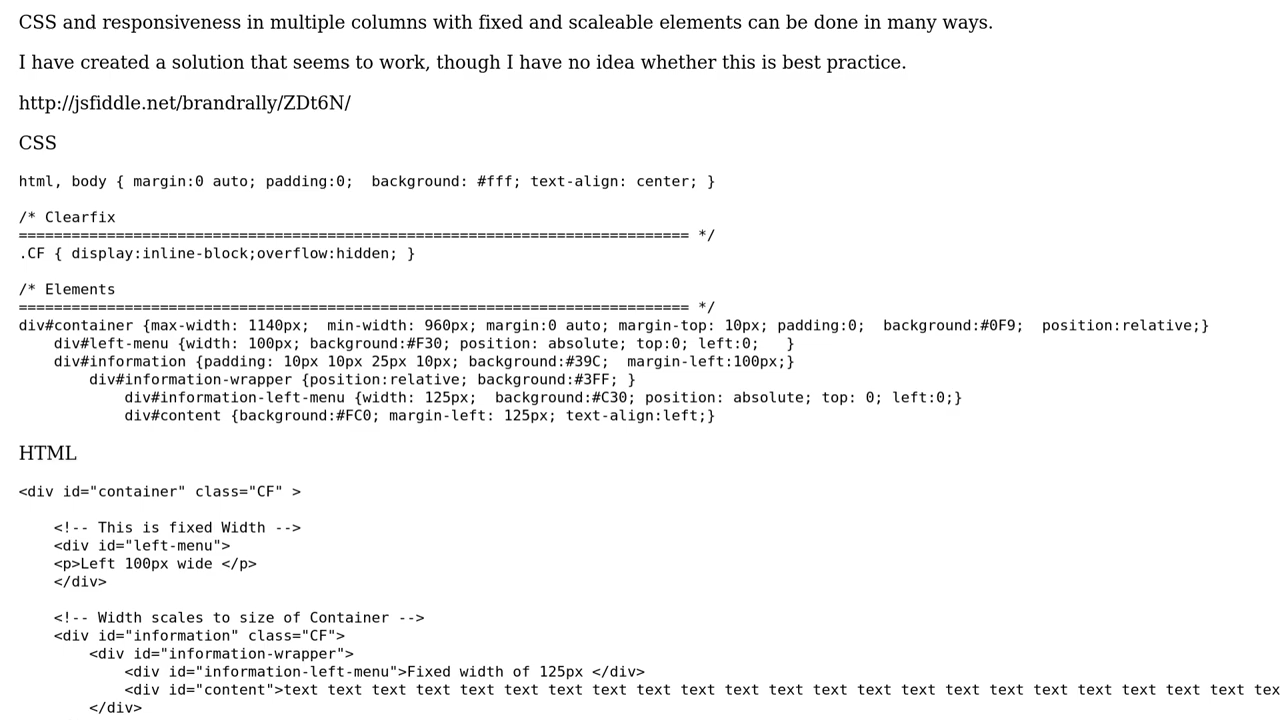 CSS and responsiveness in multiple columns with fixed and scaleable elements can be done in many ways.
I have created a solution that seems to work, though I have no idea whether this is best practice.
http://jsfiddle.net/brandrally/ZDt6N/
CSS
html, body { margin:0 auto; padding:0;  background: #fff; text-align: center; }
/* Clearfix
============================================================================ */
.CF { display:inline-block;overflow:hidden; }
/* Elements
============================================================================ */
div#container {max-width: 1140px;  min-width: 960px; margin:0 auto; margin-top: 10px; padding:0;  background:#0F9;  position:relative;}
    div#left-menu {width: 100px; background:#F30; position: absolute; top:0; left:0;   }
    div#information {padding: 10px 10px 25px 10px; background:#39C;  margin-left:100px;}
        div#information-wrapper {position:relative; background:#3FF; }
            div#information-left-menu {width: 125px;  background:#C30; position: absolute; top: 0; left:0;}
            div#content {background:#FC0; margin-left: 125px; text-align:left;}
HTML
<div id="container" class="CF" >
    <!-- This is fixed Width -->
    <div id="left-menu">
    <p>Left 100px wide </p>
    </div>
    <!-- Width scales to size of Container -->
    <div id="information" class="CF">
        <div id="information-wrapper">
            <div id="information-left-menu">Fixed width of 125px </div>
            <div id="content">text text text text text text text text text text text text text text text text text text text text text text tex
        </div>